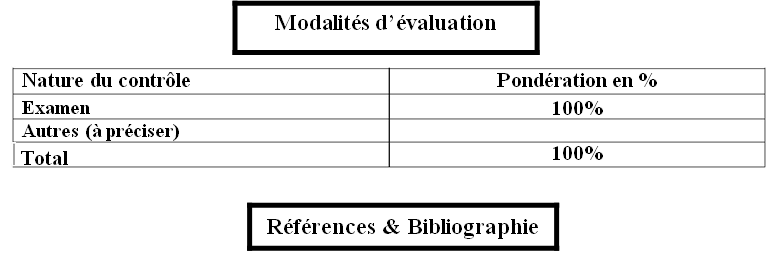 Modalités d'évaluation
Nature du contrôle Pondération en %
Examen 100%
Autres (à préciser)
Total 100%
Références & Bibliographie